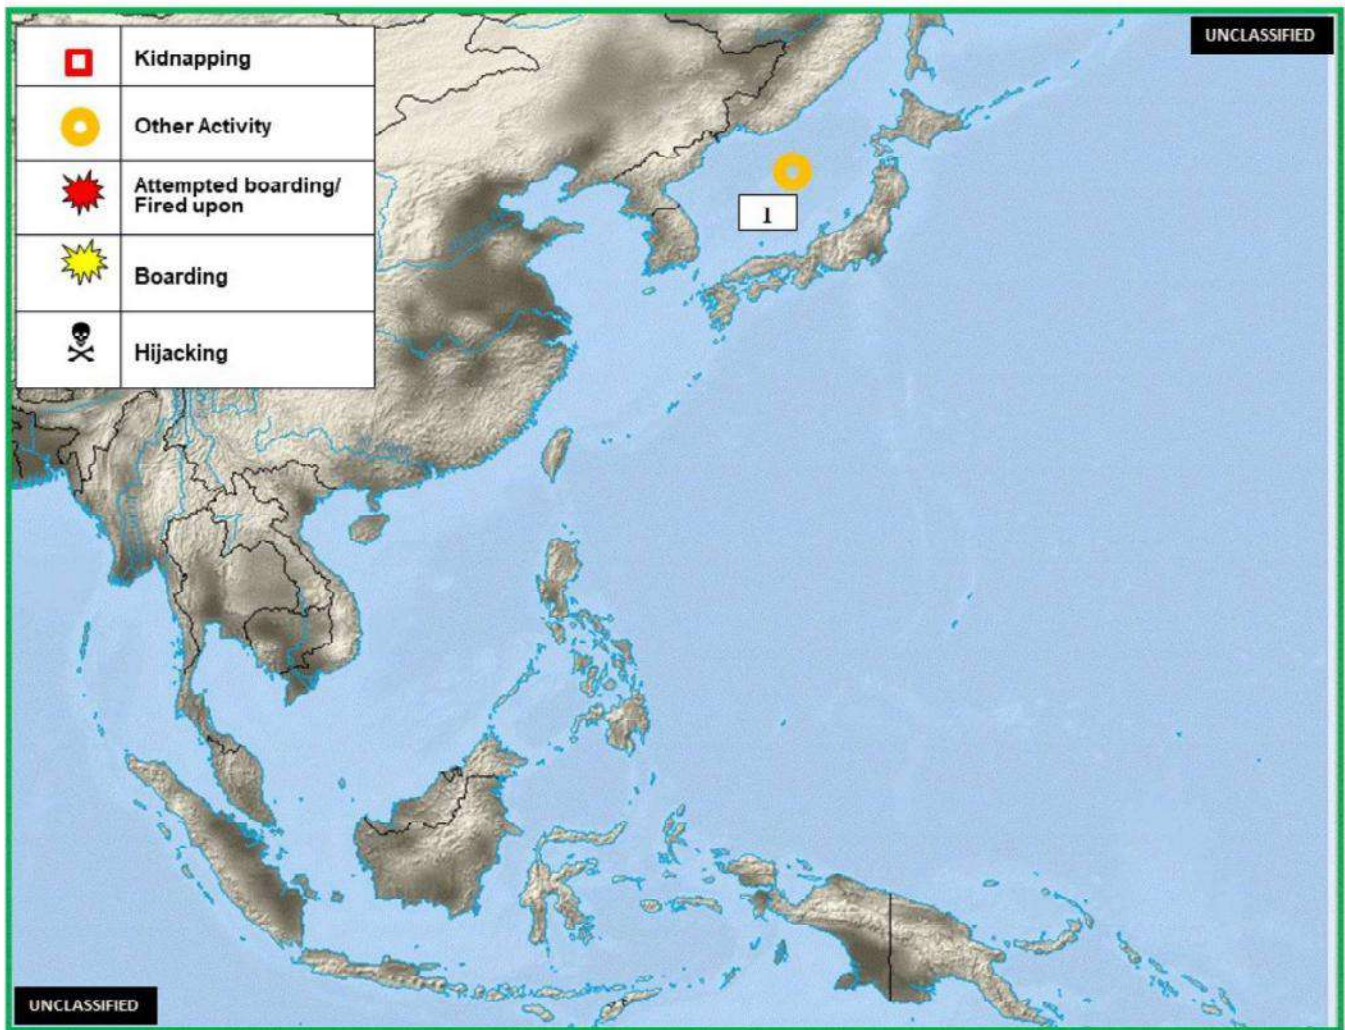 UNCLASSIFIED
Kidnapping
Other Activity
Attempted boarding/
Fired upon
Boarding
Hijacking
1
UNCLASSIFIED